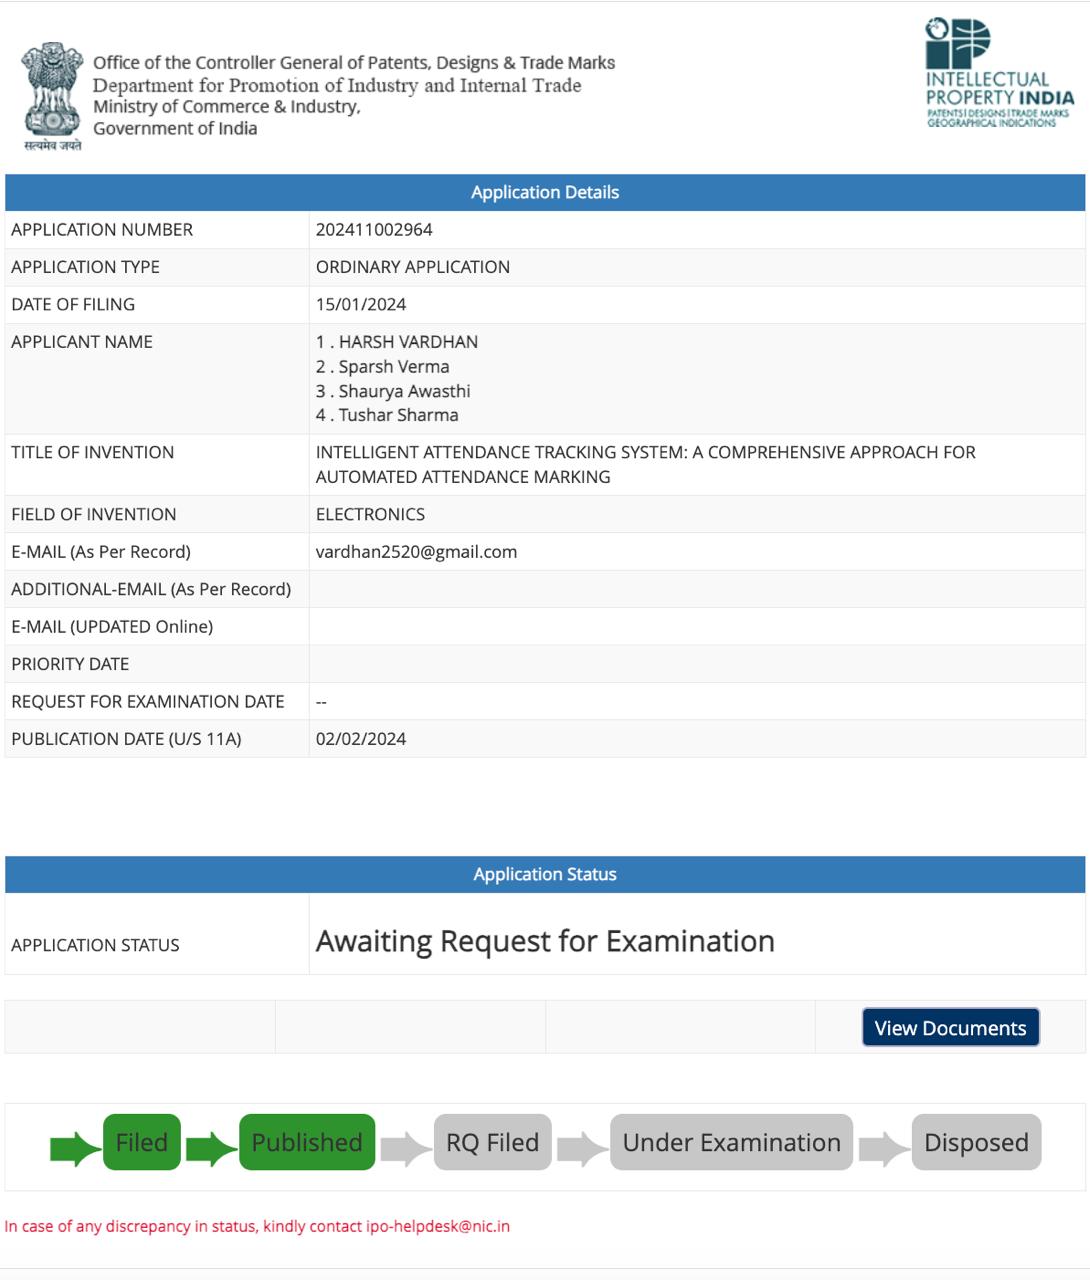 Office of the Controller General of Patents, Designs & Trade Marks
Department for Promotion of Industry and Internal Trade
Ministry of Commerce & Industry,
Government of India
सत्यमेव जयते
INTELLECTUAL
PROPERTY INDIA
PATENTS | DESIGNS | TRADE MARKS
GEOGRAPHICAL INDICATIONS
Application Details
APPLICATION NUMBER 202411002964
APPLICATION TYPE ORDINARY APPLICATION
DATE OF FILING 15/01/2024
APPLICANT NAME 1 . HARSH VARDHAN
2 . Sparsh Verma
3 . Shaurya Awasthi
4 . Tushar Sharma
TITLE OF INVENTION INTELLIGENT ATTENDANCE TRACKING SYSTEM: A COMPREHENSIVE APPROACH FOR
AUTOMATED ATTENDANCE MARKING
FIELD OF INVENTION ELECTRONICS
E-MAIL (As Per Record) vardhan2520@gmail.com
ADDITIONAL-EMAIL (As Per Record)
E-MAIL (UPDATED Online)
PRIORITY DATE
REQUEST FOR EXAMINATION DATE --
PUBLICATION DATE (U/S 11A) 02/02/2024
Application Status
APPLICATION STATUS Awaiting Request for Examination
View Documents
Filed Published RQ Filed Under Examination Disposed
In case of any discrepancy in status, kindly contact ipo-helpdesk@nic.in